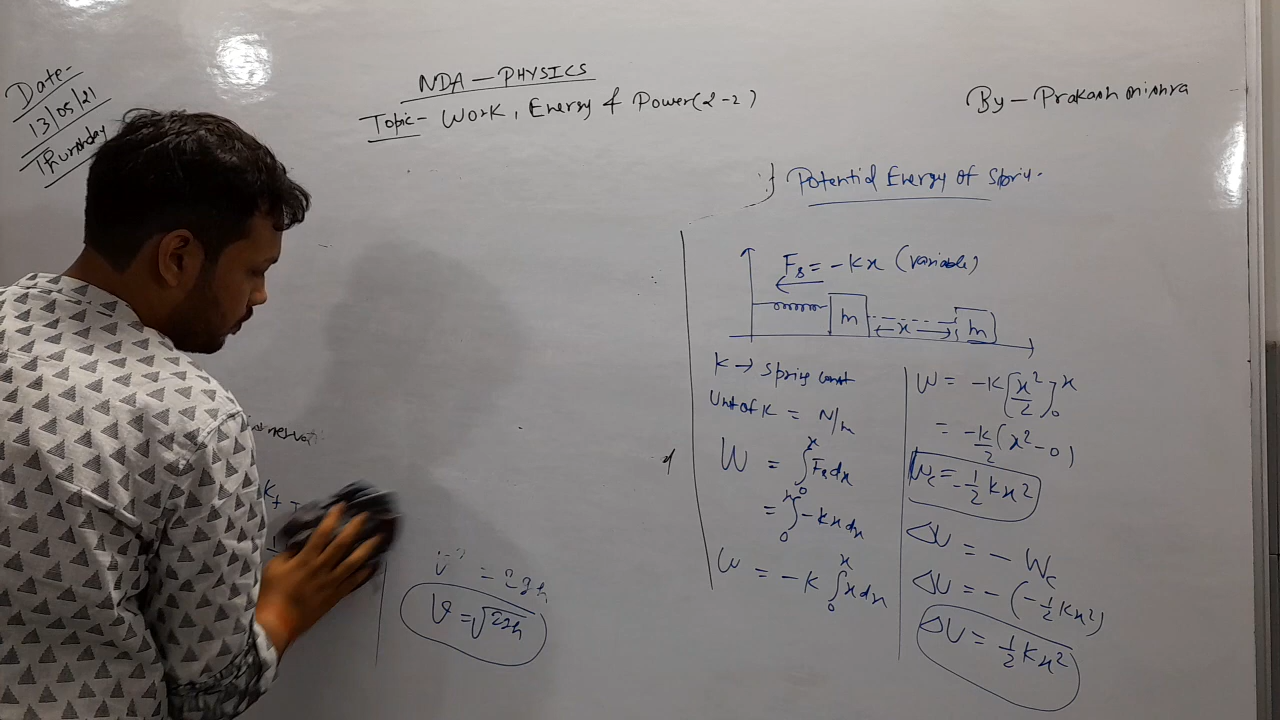 Date-
13/05/21
Thursday
NDA - PHYSICS
Topic - Work, Energy & Power(2-2)
By - Prakash mishra
:) Potential Energy of Spring.
Fs = -kx (variable)
m
x
m
K → Spring const
Unit of K = N/m
W = ∫₀ˣ Fs dx
= ∫₀ˣ -kx dx
W = -k ∫₀ˣ x dx
W = -k[x²/2]₀ˣ
= -k/2 (x²-0)
Wc = -1/2 kx²
ΔU = - Wc
ΔU = - (-1/2 kx²)
ΔU = 1/2 kx²
Kf
v² = 2gh
V = √2gh